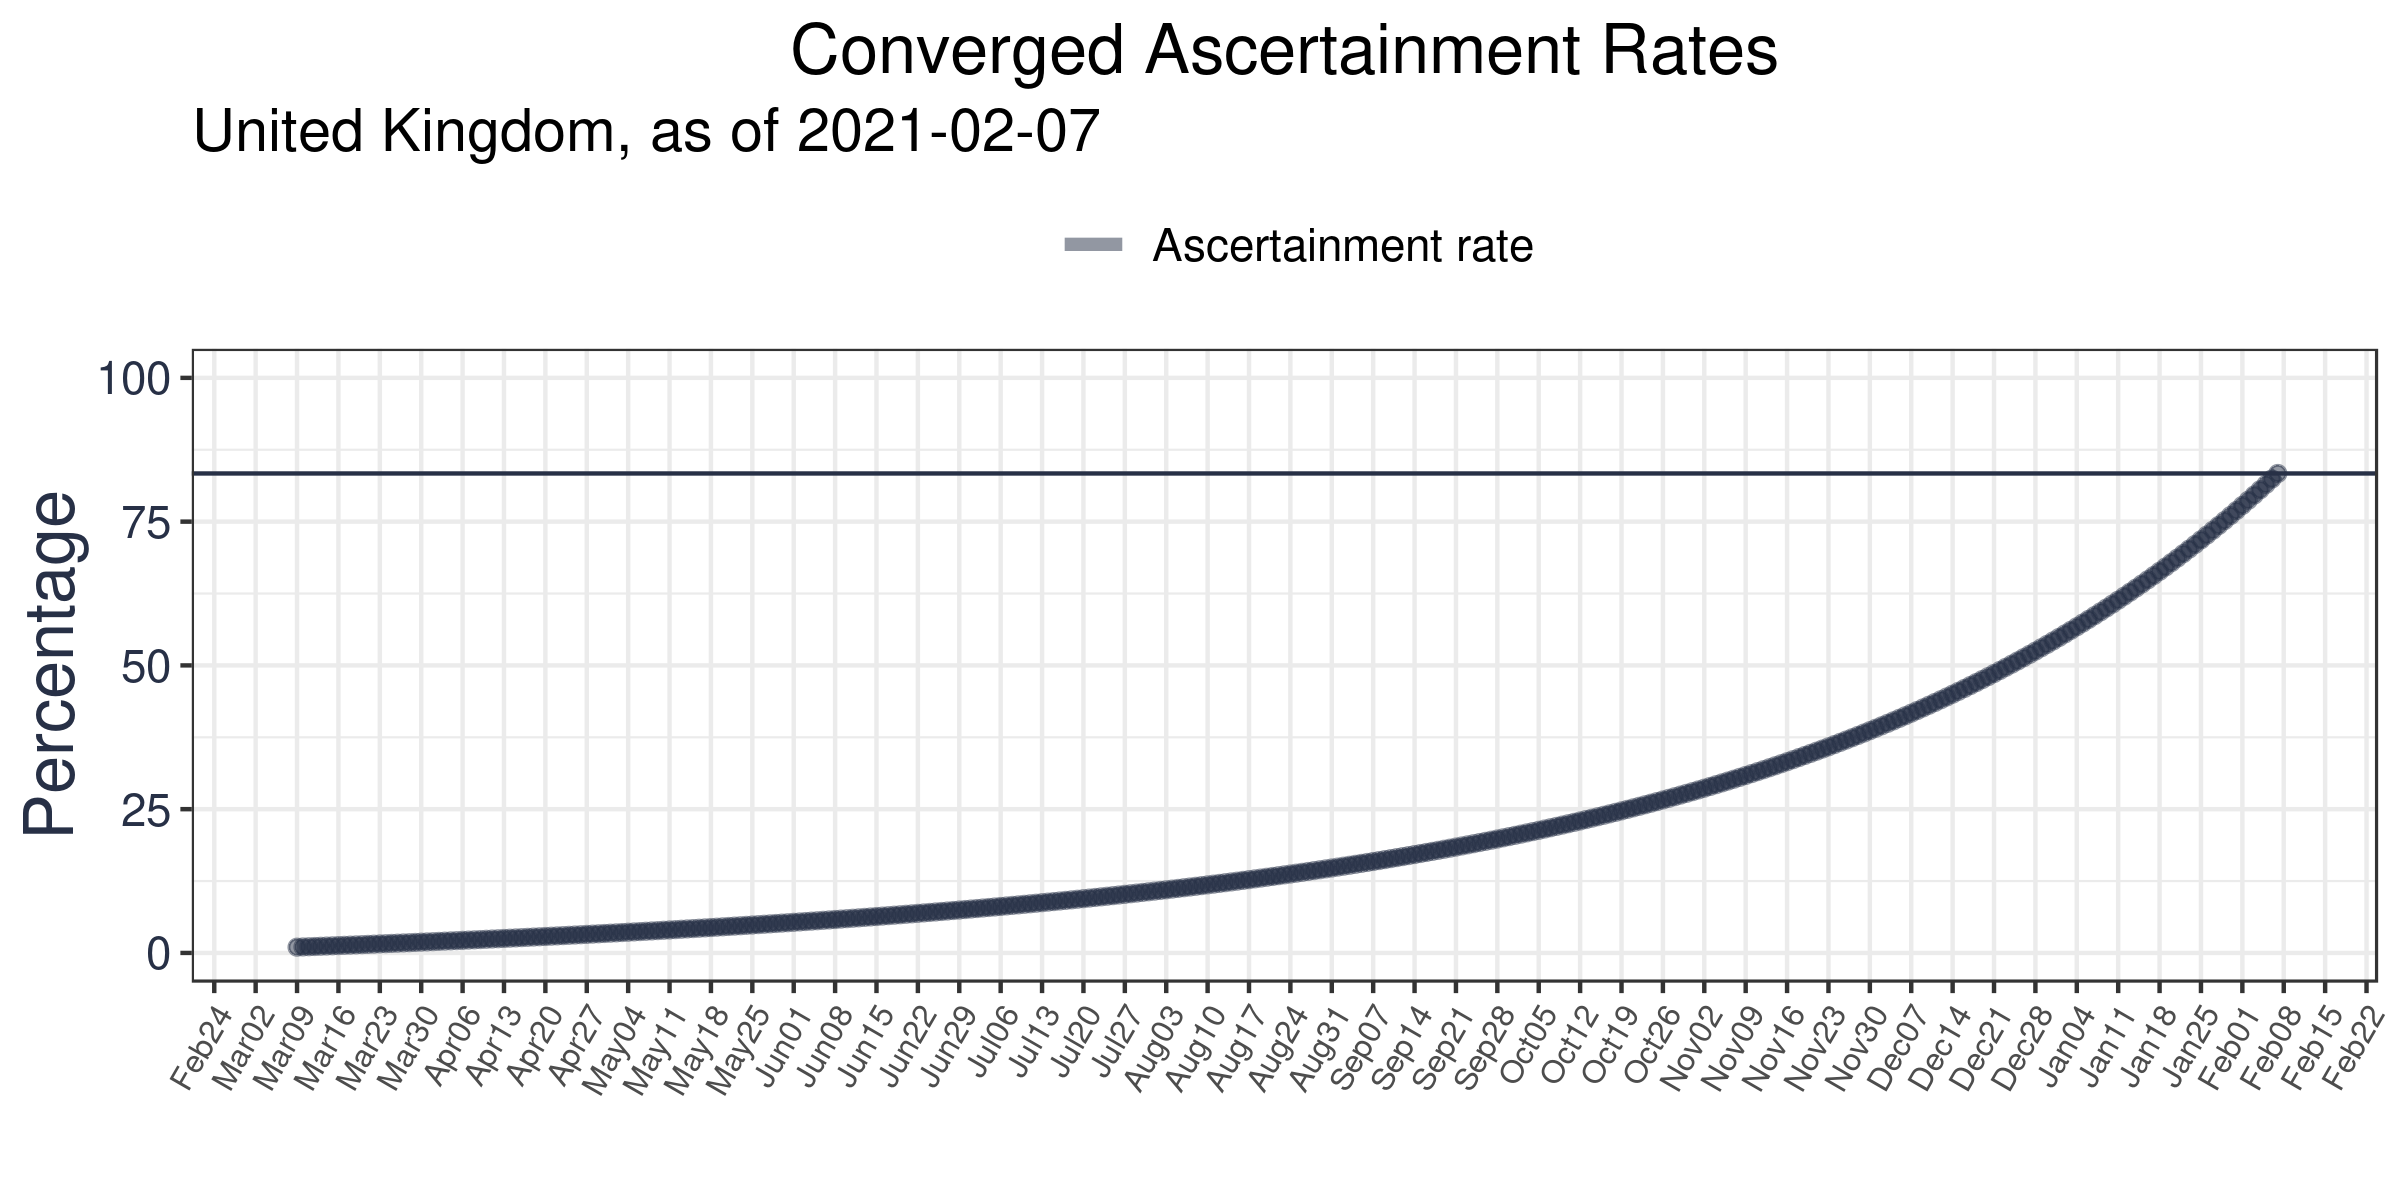 Converged Ascertainment Rates
United Kingdom, as of 2021-02-07
Ascertainment rate
Percentage
100
75
50
25
0
Feb24
Mar02
Mar09
Mar16
Mar23
Mar30
Apr06
Apr13
Apr20
Apr27
May04
May11
May18
May25
Jun01
Jun08
Jun15
Jun22
Jun29
Jul06
Jul13
Jul20
Jul27
Aug03
Aug10
Aug17
Aug24
Aug31
Sep07
Sep14
Sep21
Sep28
Oct05
Oct12
Oct19
Oct26
Nov02
Nov09
Nov16
Nov23
Nov30
Dec07
Dec14
Dec21
Dec28
Jan04
Jan11
Jan18
Jan25
Feb01
Feb08
Feb15
Feb22